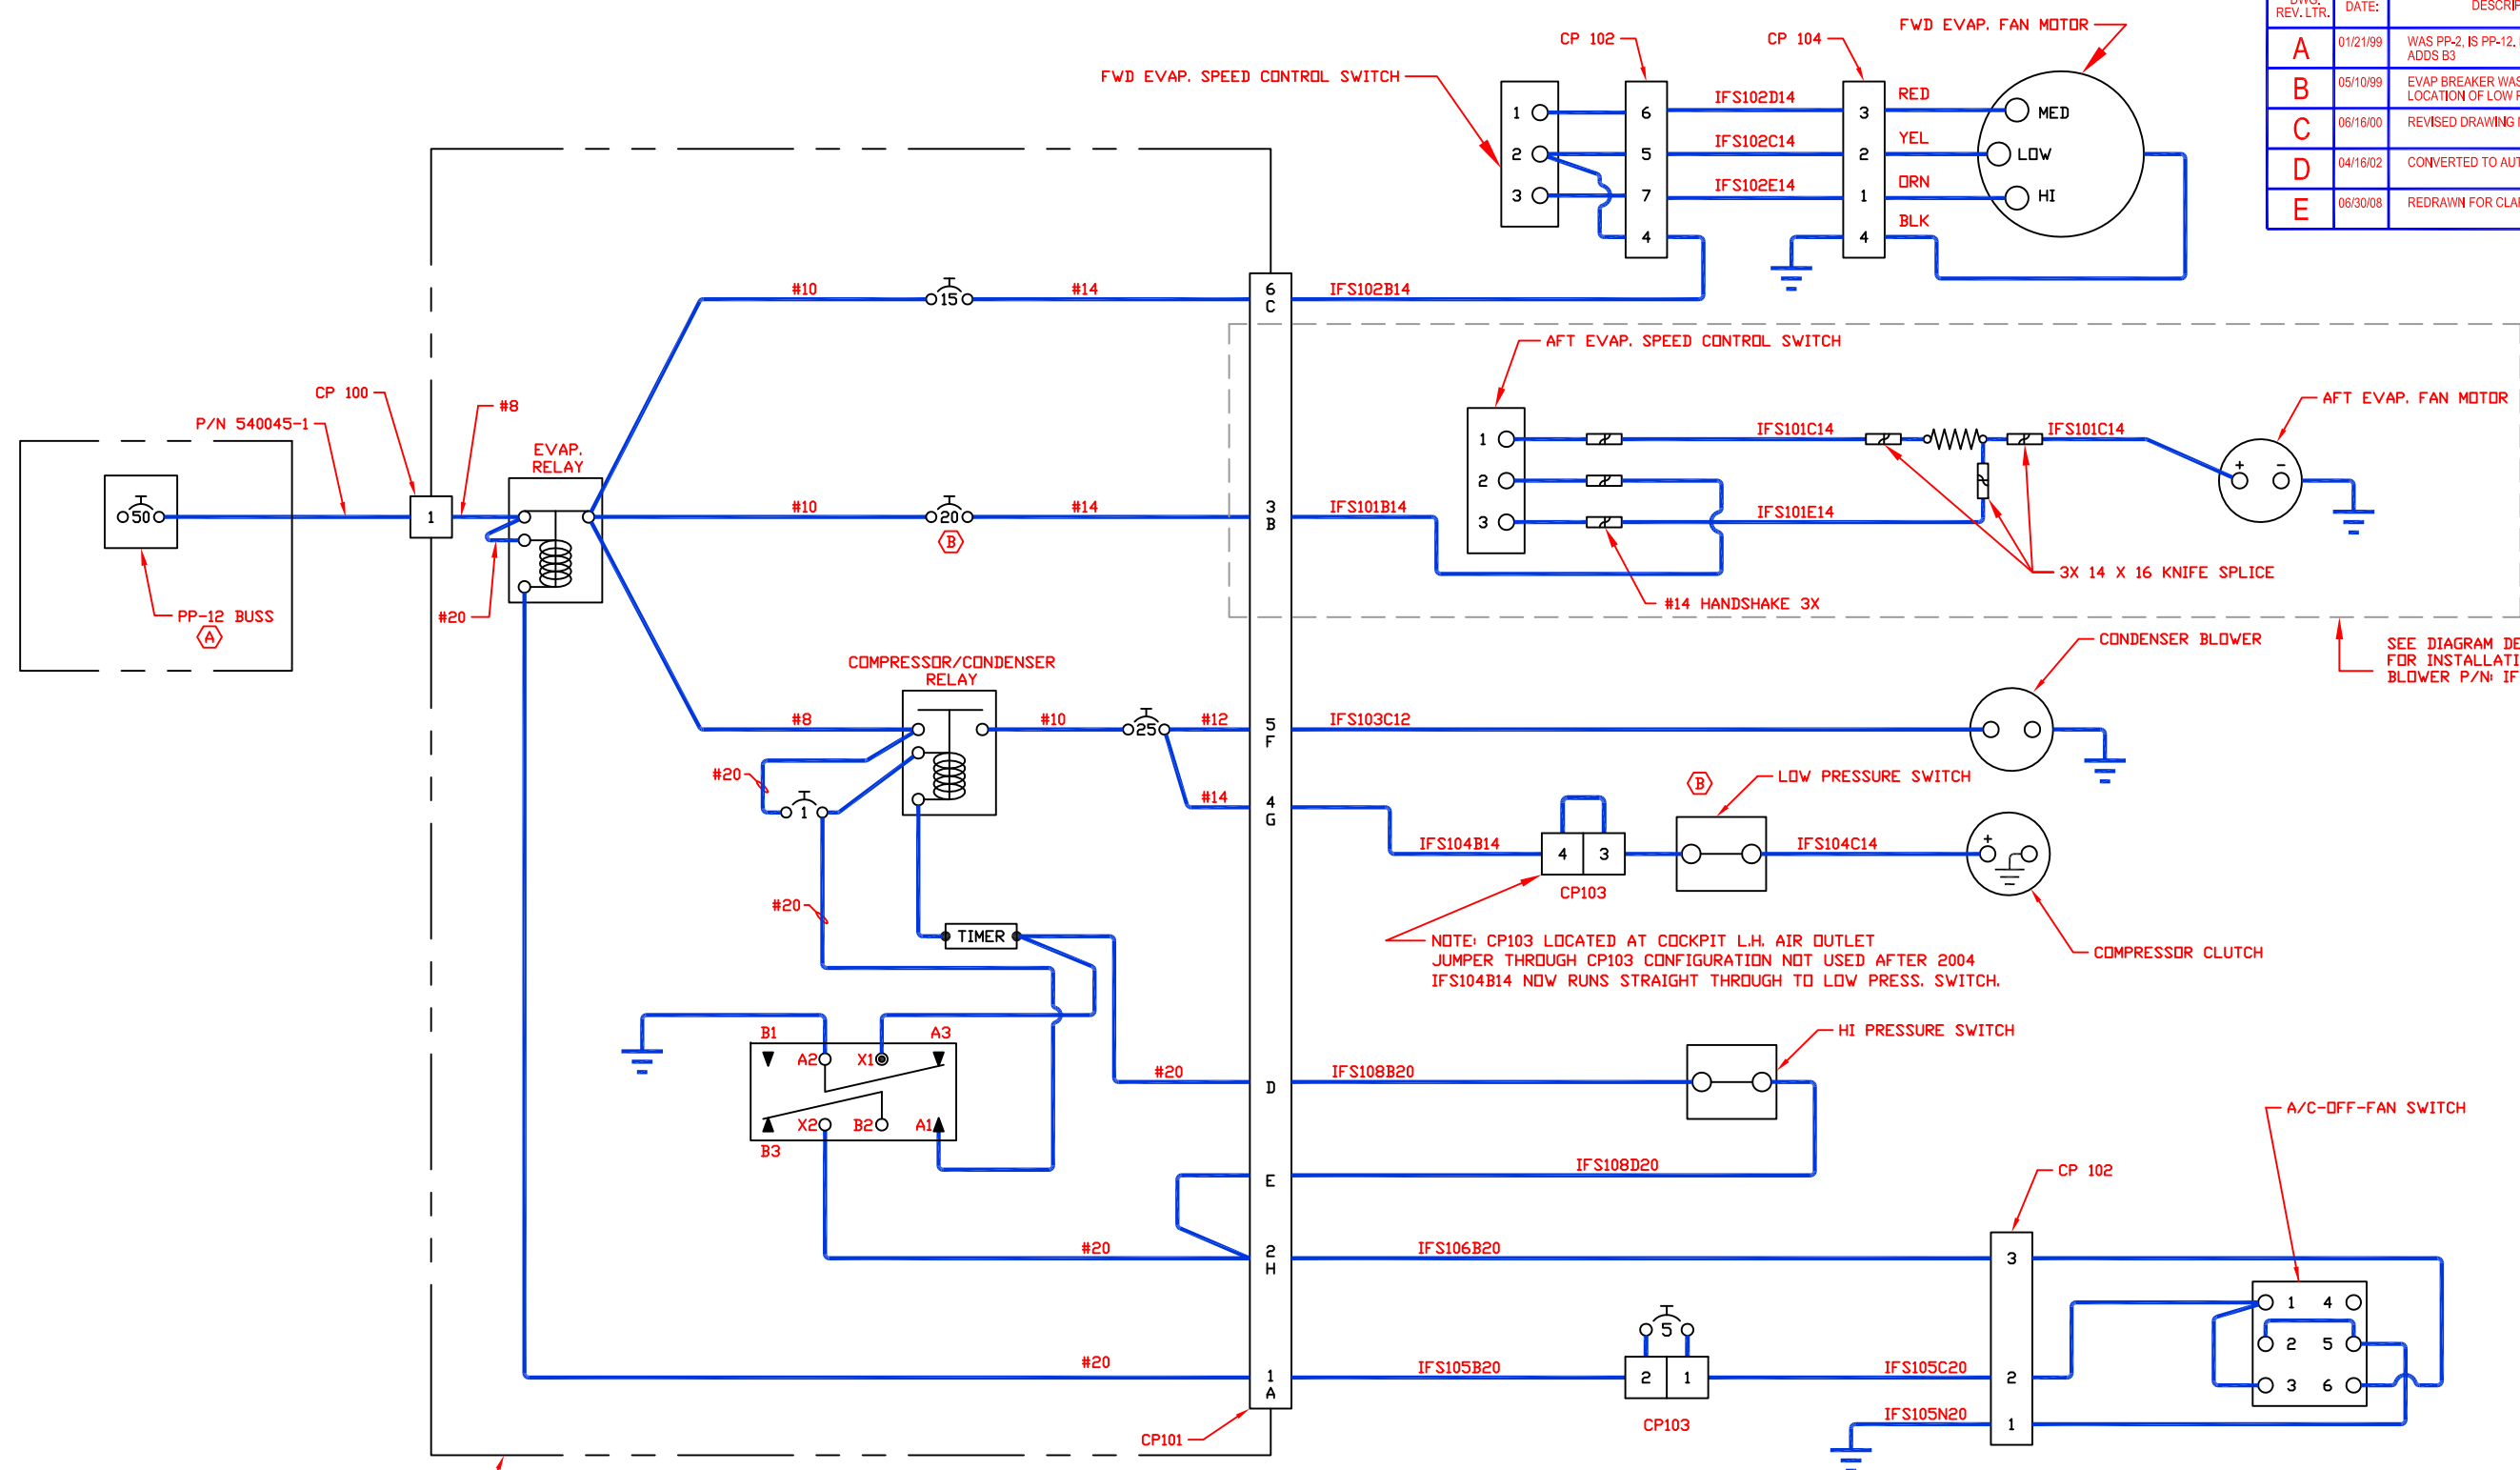 DWG.
REV. LTR.
DATE:
A
01/21/99
WAS PP-2, IS PP-12,
ADDS B3
B
05/10/99
EVAP BREAKER WAS
LOCATION OF LOW
C
06/16/00
REVISED DRAWING
D
04/16/02
CONVERTED TO
E
06/30/08
REDRAWN FOR
FWD EVAP. FAN MOTOR
CP 102
CP 104
FWD EVAP. SPEED CONTROL SWITCH
1
2
3
6
5
7
4
IFS102D14
IFS102C14
IFS102E14
3
2
1
4
RED
YEL
ORN
BLK
MED
LOW
HI
#10
15
#14
6
C
IFS102B14
AFT EVAP. SPEED CONTROL SWITCH
AFT EVAP. FAN MOTOR
CP 100
#8
P/N 540045-1
EVAP.
RELAY
50
1
PP-12 BUSS
A
#20
#10
20
B
#14
3
B
IFS101B14
1
2
3
IFS101C14
IFS101C14
IFS101E14
+
-
3X 14 X 16 KNIFE SPLICE
#14 HANDSHAKE 3X
SEE DIAGRAM
FOR
BLOWER P/N: IF
CONDENSER BLOWER
COMPRESSOR/CONDENSER
RELAY
#8
#10
25
#12
5
F
IFS103C12
#20
1
#14
4
G
B
LOW PRESSURE SWITCH
IFS104B14
4
3
CP103
IFS104C14
+
COMPRESSOR CLUTCH
NOTE: CP103 LOCATED AT COCKPIT L.H. AIR OUTLET
JUMPER THROUGH CP103 CONFIGURATION NOT USED AFTER 2004
IFS104B14 NOW RUNS STRAIGHT THROUGH TO LOW PRESS. SWITCH.
#20
TIMER
HI PRESSURE SWITCH
B1
A3
A2
X1
X2
B2
A1
B3
#20
D
IFS108B20
E
IFS108D20
A/C-OFF-FAN SWITCH
CP 102
#20
2
H
IFS106B20
3
2
1
1
4
2
5
3
6
5
#20
1
A
IFS105B20
2
1
CP103
IFS105C20
IFS105N20
CP101